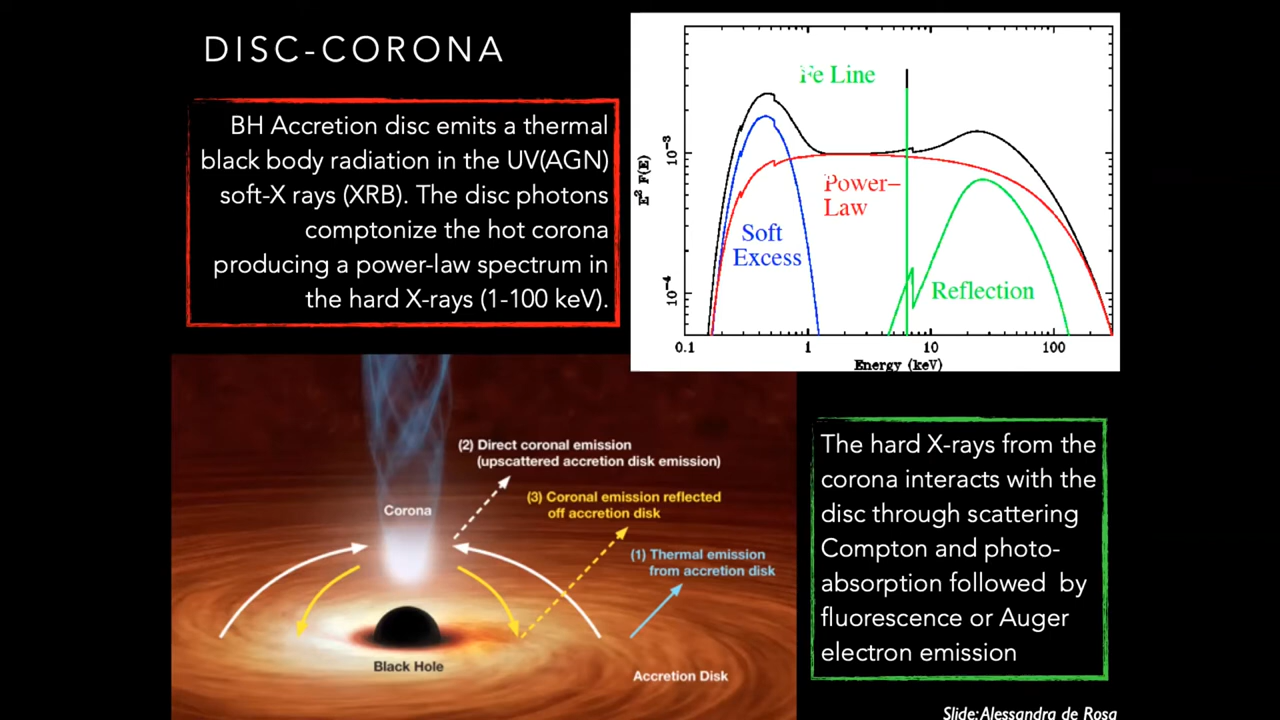 DISC-CORONA
BH Accretion disc emits a thermal
black body radiation in the UV(AGN)
soft-X rays (XRB). The disc photons
comptonize the hot corona
producing a power-law spectrum in
the hard X-rays (1-100 keV).
Fe Line
Power–
Law
Soft
Excess
Reflection
E² F(E)
10⁻³
10⁻⁴
0.1
1
10
100
Energy (keV)
(2) Direct coronal emission
(upscattered accretion disk emission)
(3) Coronal emission reflected
off accretion disk
Corona
(1) Thermal emission
from accretion disk
Black Hole
Accretion Disk
The hard X-rays from the
corona interacts with the
disc through scattering
Compton and photo-
absorption followed by
fluorescence or Auger
electron emission
Slide: Alessandra de Rosa